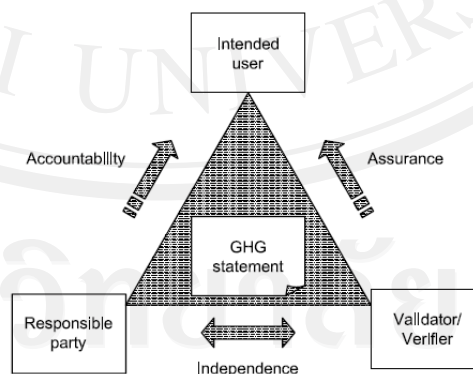 Intended
user
Accountability
Assurance
GHG
statement
Responsible
party
Validator/
Verifier
Independence